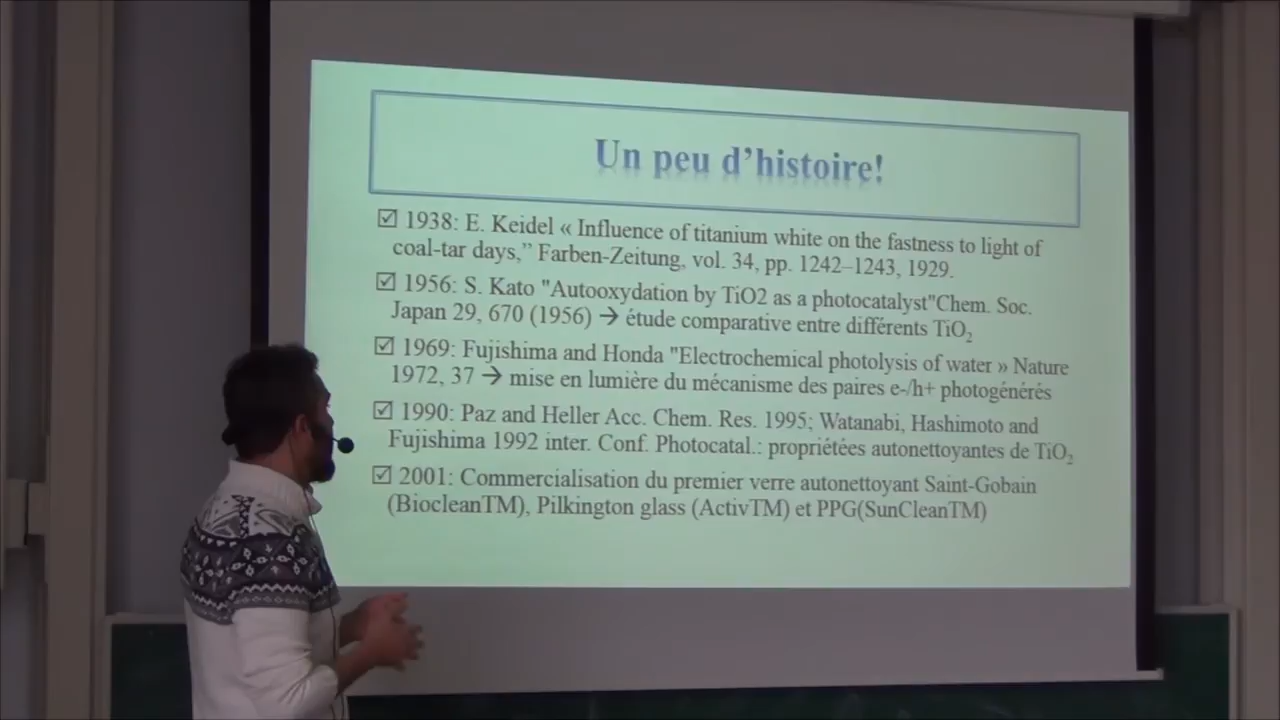 Un peu d'histoire!
☑ 1938: E. Keidel « Influence of titanium white on the fastness to light of
coal-tar days,” Farben-Zeitung, vol. 34, pp. 1242–1243, 1929.
☑ 1956: S. Kato "Autooxydation by TiO2 as a photocatalyst"Chem. Soc.
Japan 29, 670 (1956) → étude comparative entre différents TiO₂
☑ 1969: Fujishima and Honda "Electrochemical photolysis of water » Nature
1972, 37 → mise en lumière du mécanisme des paires e-/h+ photogénérés
☑ 1990: Paz and Heller Acc. Chem. Res. 1995; Watanabi, Hashimoto and
Fujishima 1992 inter. Conf. Photocatal.: propriétées autonettoyantes de TiO₂
☑ 2001: Commercialisation du premier verre autonettoyant Saint-Gobain
(BiocleanTM), Pilkington glass (ActivTM) et PPG(SunCleanTM)